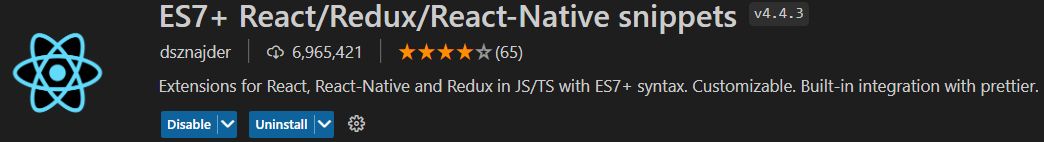 ES7+ React/Redux/React-Native snippets v4.4.3
dsznajder 6,965,421 (65)
Extensions for React, React-Native and Redux in JS/TS with ES7+ syntax. Customizable. Built-in integration with prettier.
Disable Uninstall